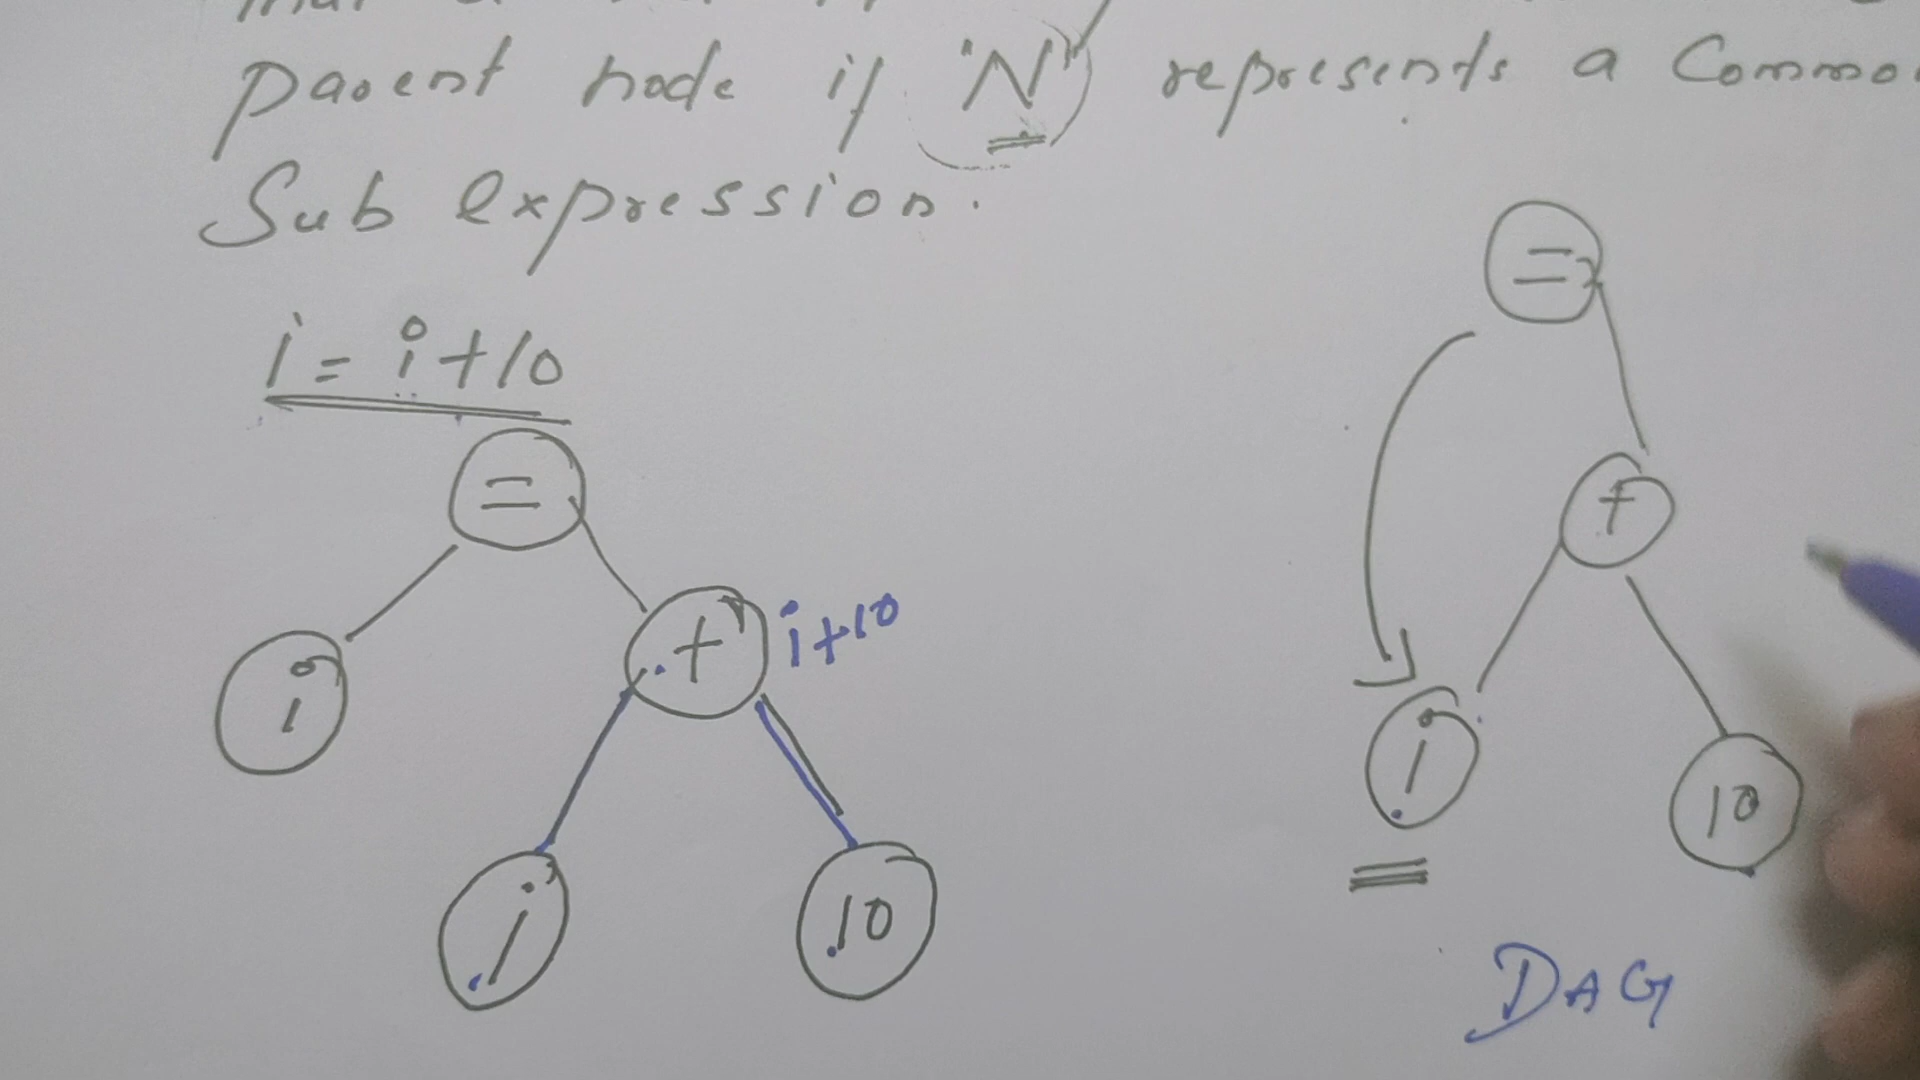 parent node if "N" represents a Commo
Sub expression.
i = i+10
=
i
+
i+10
i
10
=
+
i
10
DAG